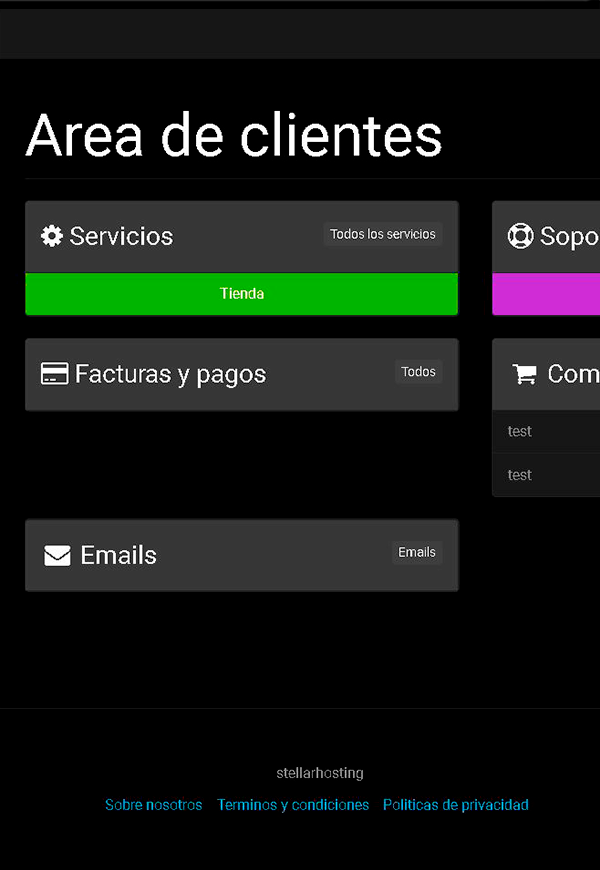 Area de clientes
Servicios
Todos los servicios
Tienda
Sopo
Facturas y pagos
Todos
Com
test
test
Emails
Emails
stellarhosting
Sobre nosotros Terminos y condiciones Politicas de privacidad